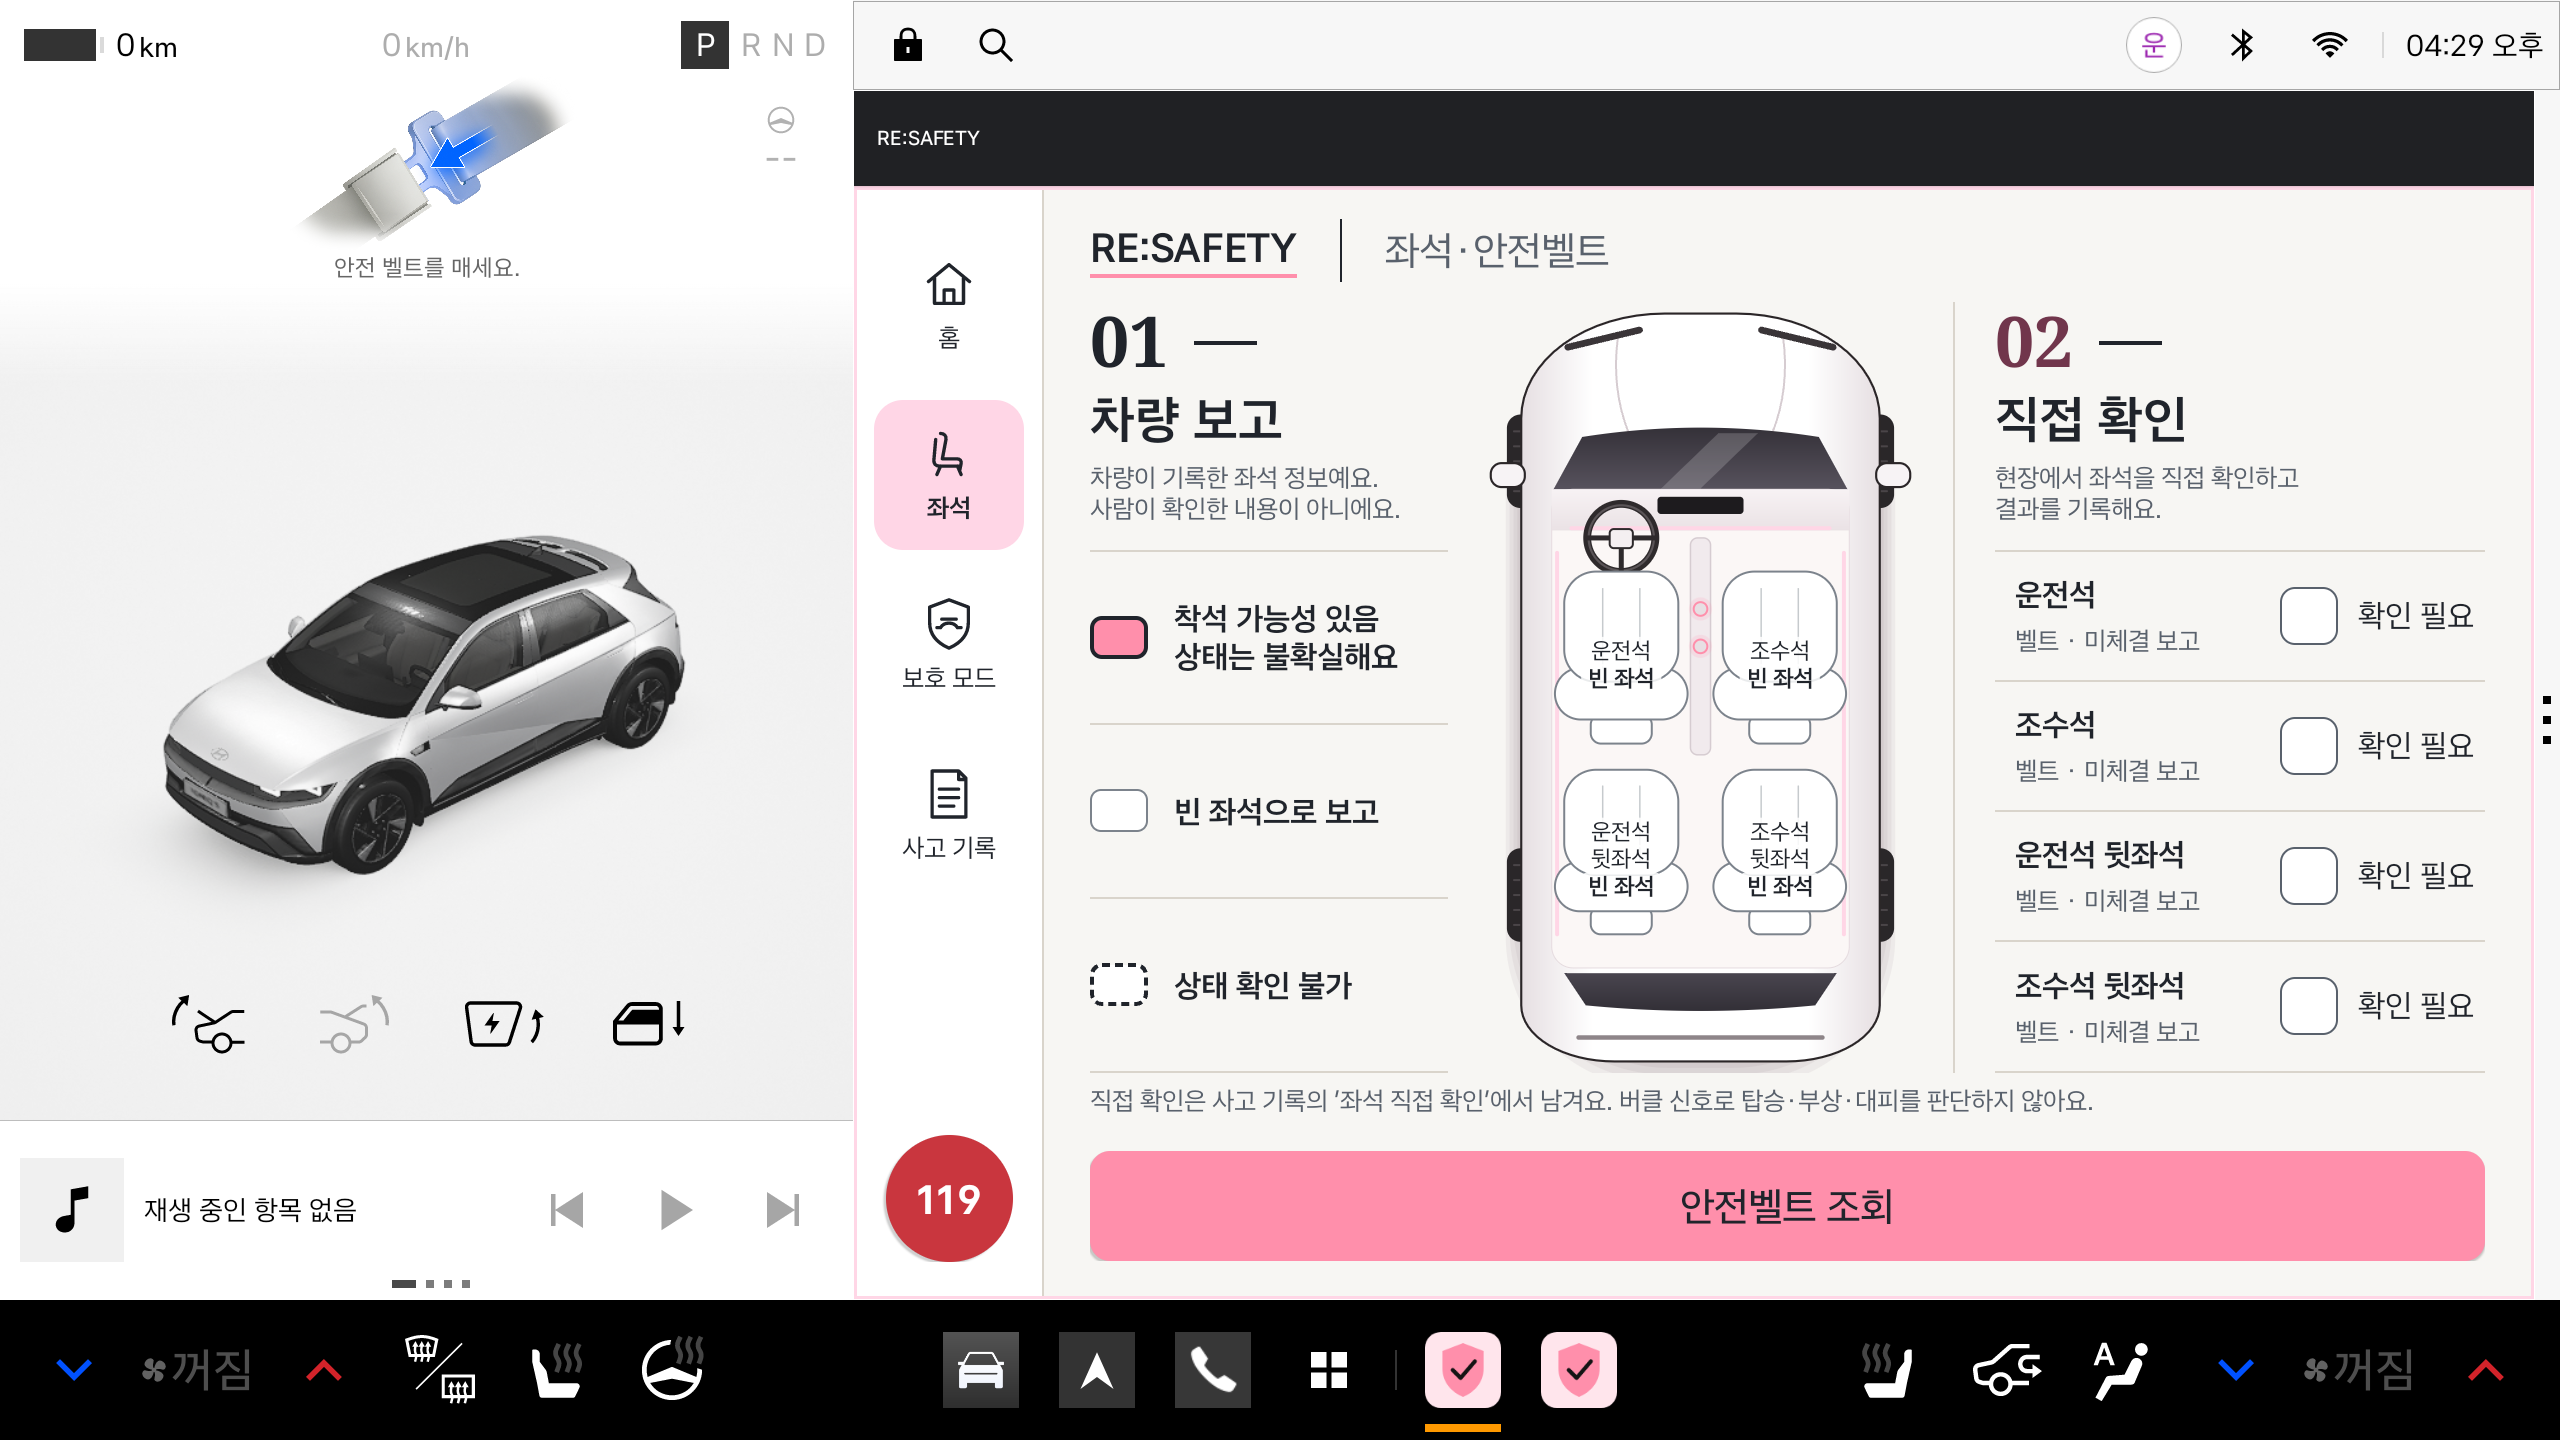 0 km
0 km/h
P R N D
안전 벨트를 매세요.
재생 중인 항목 없음
운
04:29 오후
RE:SAFETY
홈
좌석
보호 모드
사고 기록
119
RE:SAFETY
좌석·안전벨트
01
차량 보고
차량이 기록한 좌석 정보예요.
사람이 확인한 내용이 아니에요.
착석 가능성 있음
상태는 불확실해요
빈 좌석으로 보고
상태 확인 불가
운전석
빈 좌석
조수석
빈 좌석
운전석
뒷좌석
빈 좌석
조수석
뒷좌석
빈 좌석
02
직접 확인
현장에서 좌석을 직접 확인하고
결과를 기록해요.
운전석
벨트 · 미체결 보고
확인 필요
조수석
벨트 · 미체결 보고
확인 필요
운전석 뒷좌석
벨트 · 미체결 보고
확인 필요
조수석 뒷좌석
벨트 · 미체결 보고
확인 필요
직접 확인은 사고 기록의 '좌석 직접 확인'에서 남겨요. 버클 신호로 탑승·부상·대피를 판단하지 않아요.
안전벨트 조회
꺼짐
A
꺼짐